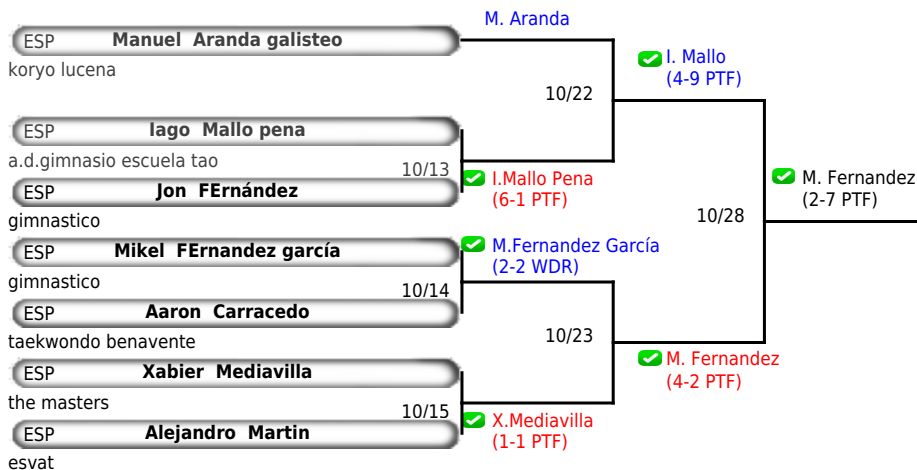 M. Aranda
ESP Manuel Aranda galisteo
koryo lucena
I. Mallo
(4-9 PTF)
10/22
ESP Iago Mallo pena
a.d.gimnasio escuela tao
10/13
I.Mallo Pena
(6-1 PTF)
ESP Jon FErnández
gimnastico
M. Fernandez
(2-7 PTF)
10/28
ESP Mikel FErnandez garcía
gimnastico
M.Fernandez García
(2-2 WDR)
10/14
ESP Aaron Carracedo
taekwondo benavente
10/23
M. Fernandez
(4-2 PTF)
ESP Xabier Mediavilla
the masters
10/15
X.Mediavilla
(1-1 PTF)
ESP Alejandro Martin
esvat